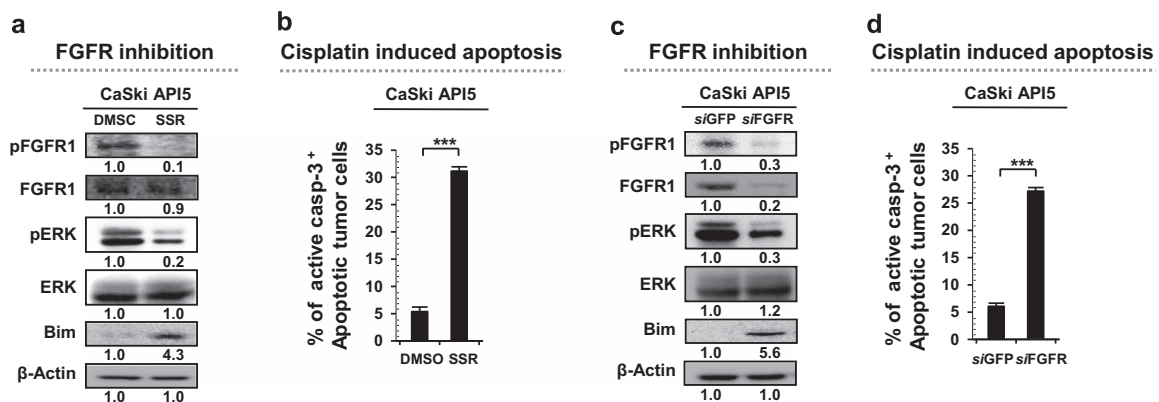 a
FGFR inhibition
CaSki API5
DMSC SSR
pFGFR1
1.0 0.1
FGFR1
1.0 0.9
pERK
1.0 0.2
ERK
1.0 1.0
Bim
1.0 4.3
β-Actin
1.0 1.0
b
Cisplatin induced apoptosis
CaSki API5
% of active casp-3+
Apoptotic tumor cells
35
30
25
20
15
10
5
0
***
DMSO SSR
c
FGFR inhibition
CaSki API5
siGFP siFGFR
pFGFR1
1.0 0.3
FGFR1
1.0 0.2
pERK
1.0 0.3
ERK
1.0 1.2
Bim
1.0 5.6
β-Actin
1.0 1.0
d
Cisplatin induced apoptosis
CaSki API5
% of active casp-3+
Apoptotic tumor cells
35
30
25
20
15
10
5
0
***
siGFP siFGFR